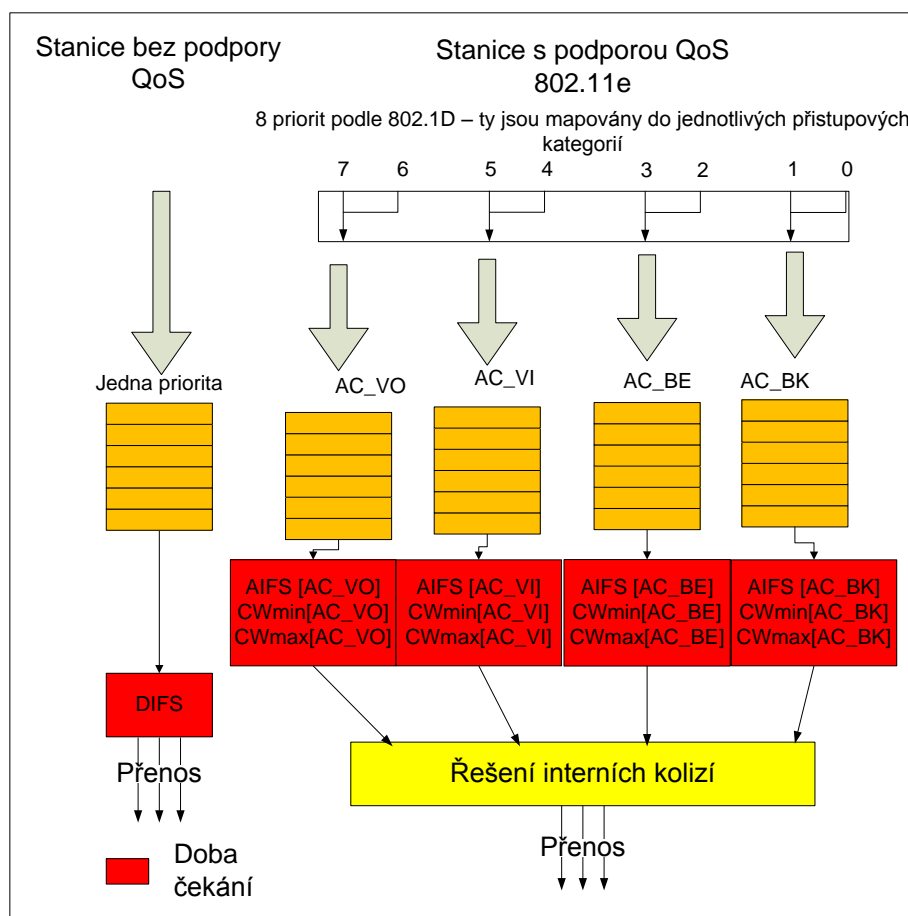 Stanice bez podpory
QoS
Stanice s podporou QoS
802.11e
8 priorit podle 802.1D – ty jsou mapovány do jednotlivých přistupových
kategorií
7 6 5 4 3 2 1 0
Jedna priorita
AC_VO
AC_VI
AC_BE
AC_BK
AIFS [AC_VO]
CWmin[AC_VO]
CWmax[AC_VO]
AIFS [AC_VI]
CWmin[AC_VI]
CWmax[AC_VI]
AIFS [AC_BE]
CWmin[AC_BE]
CWmax[AC_BE]
AIFS [AC_BK]
CWmin[AC_BK]
CWmax[AC_BK]
DIFS
Přenos
Řešení interních kolizí
Přenos
Doba
čekání